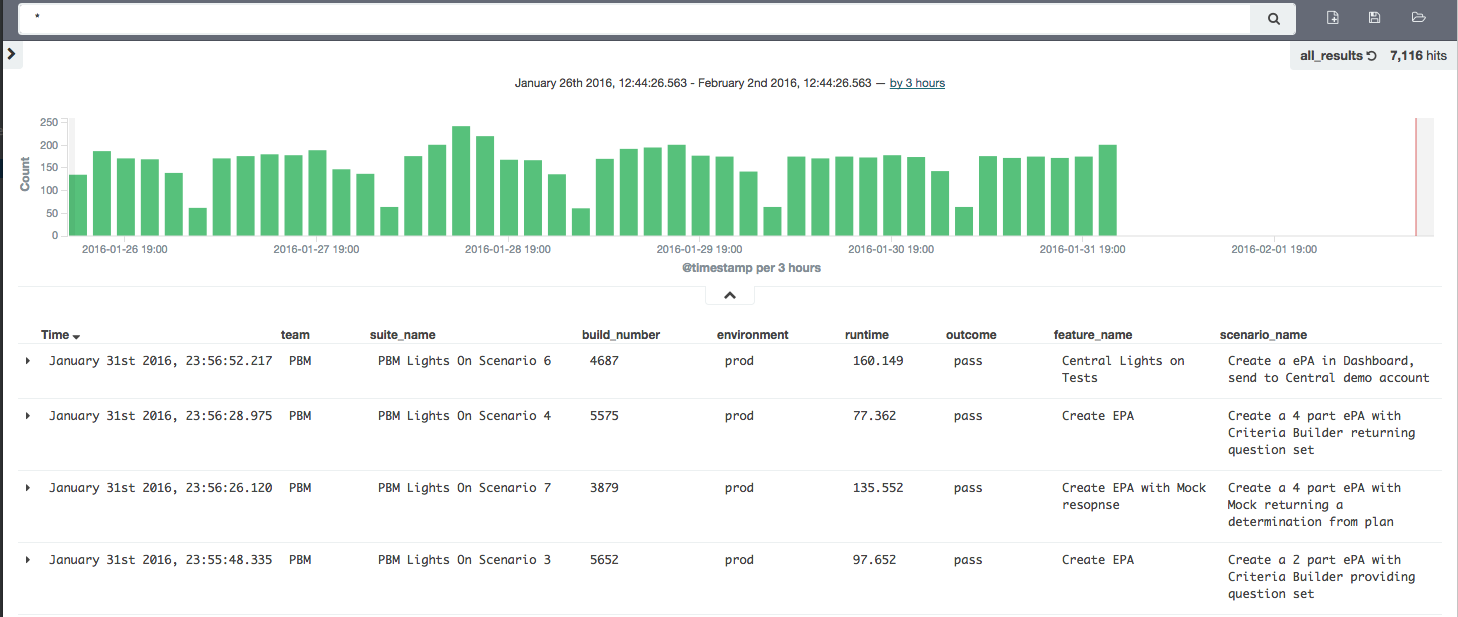 *
all_results 7,116 hits
January 26th 2016, 12:44:26.563 - February 2nd 2016, 12:44:26.563 — by 3 hours
250
200
150
100
50
0
Count
2016-01-26 19:00 2016-01-27 19:00 2016-01-28 19:00 2016-01-29 19:00 2016-01-30 19:00 2016-01-31 19:00 2016-02-01 19:00
@timestamp per 3 hours
Time team suite_name build_number environment runtime outcome feature_name scenario_name
January 31st 2016, 23:56:52.217 PBM PBM Lights On Scenario 6 4687 prod 160.149 pass Central Lights on Create a ePA in Dashboard,
Tests send to Central demo account
January 31st 2016, 23:56:28.975 PBM PBM Lights On Scenario 4 5575 prod 77.362 pass Create EPA Create a 4 part ePA with
Criteria Builder returning
question set
January 31st 2016, 23:56:26.120 PBM PBM Lights On Scenario 7 3879 prod 135.552 pass Create EPA with Mock Create a 4 part ePA with
resopnse Mock returning a
determination from plan
January 31st 2016, 23:55:48.335 PBM PBM Lights On Scenario 3 5652 prod 97.652 pass Create EPA Create a 2 part ePA with
Criteria Builder providing
question set